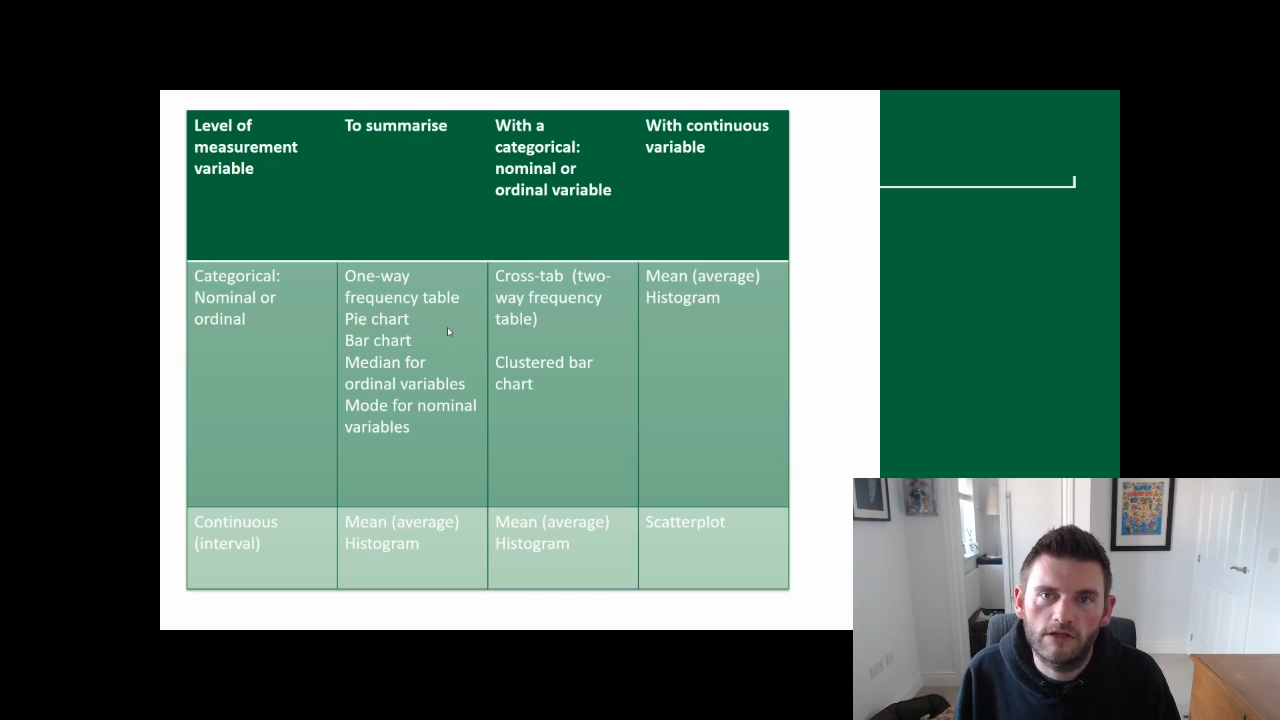 Level of
measurement
variable
To summarise
With a
categorical:
nominal or
ordinal variable
With continuous
variable
Categorical:
Nominal or
ordinal
One-way
frequency table
Pie chart
Bar chart
Median for
ordinal variables
Mode for nominal
variables
Cross-tab (two-
way frequency
table)
Clustered bar
chart
Mean (average)
Histogram
Continuous
(interval)
Mean (average)
Histogram
Mean (average)
Histogram
Scatterplot